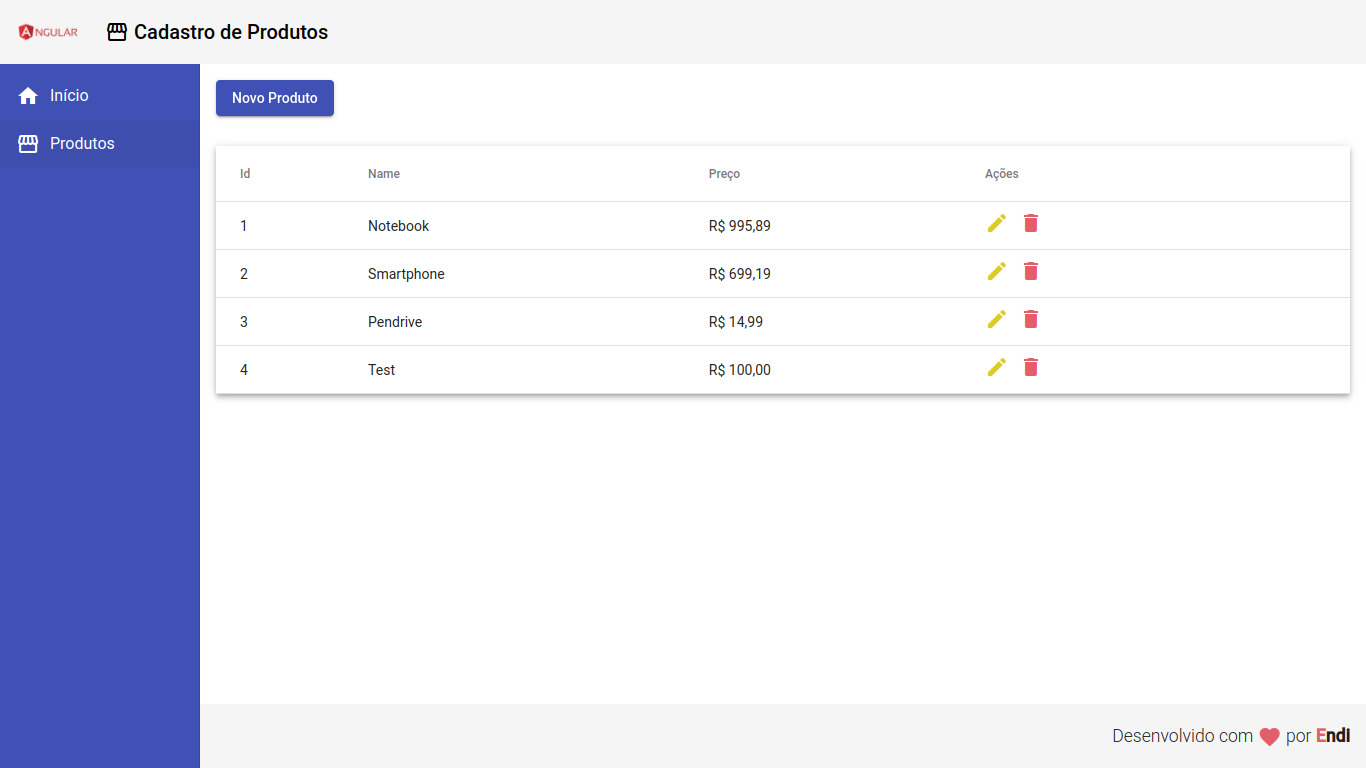 ANGULAR Cadastro de Produtos
Início
Produtos
Novo Produto
Id Name Preço Ações
1 Notebook R$ 995,89
2 Smartphone R$ 699,19
3 Pendrive R$ 14,99
4 Test R$ 100,00
Desenvolvido com por Endi